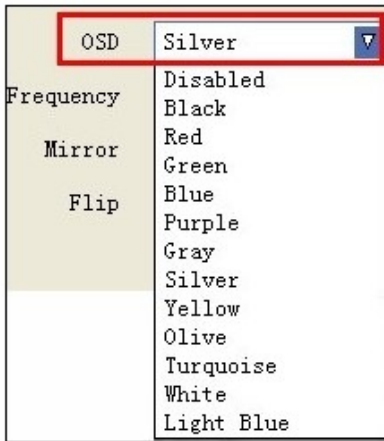 OSD Silver
Disabled
Frequency
Black
Red
Mirror
Green
Blue
Flip
Purple
Gray
Silver
Yellow
Olive
Turquoise
White
Light Blue